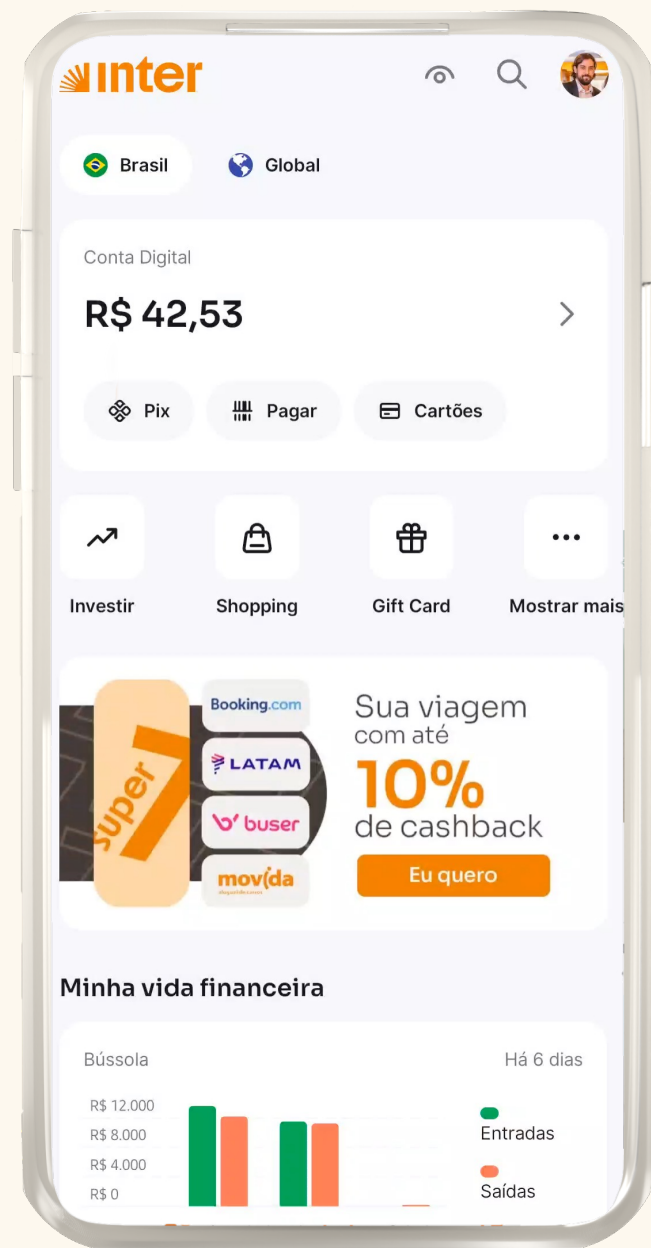 inter
Brasil
Global
Conta Digital
R$ 42,53
Pix
Pagar
Cartões
Investir
Shopping
Gift Card
Mostrar mais
super 7
Booking.com
LATAM
buser
movida
Sua viagem
com até
10%
de cashback
Eu quero
Minha vida financeira
Bússola
Há 6 dias
R$ 12.000
R$ 8.000
R$ 4.000
R$ 0
Entradas
Saídas